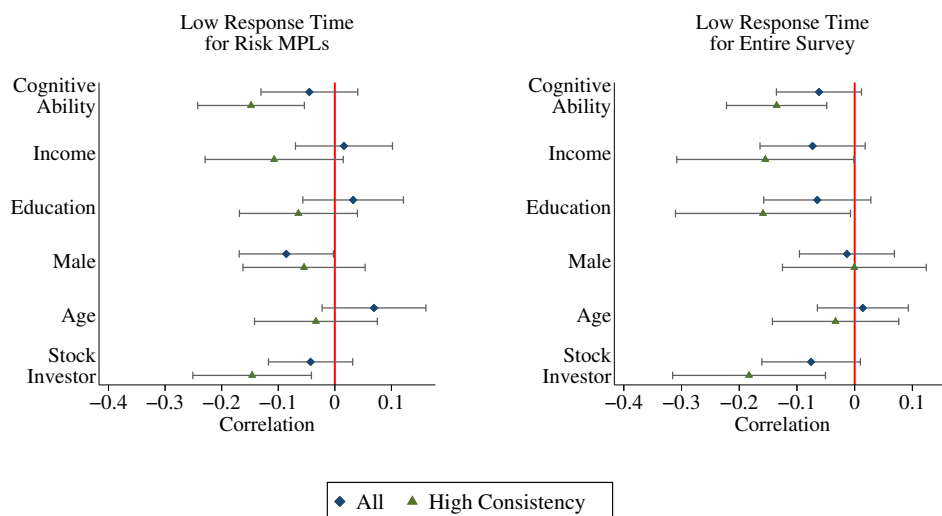 Low Response Time
for Risk MPLs
Cognitive
Ability
Income
Education
Male
Age
Stock
Investor
−0.4 −0.3 −0.2 −0.1 0 0.1
Correlation
Low Response Time
for Entire Survey
Cognitive
Ability
Income
Education
Male
Age
Stock
Investor
−0.4 −0.3 −0.2 −0.1 0 0.1
Correlation
All High Consistency